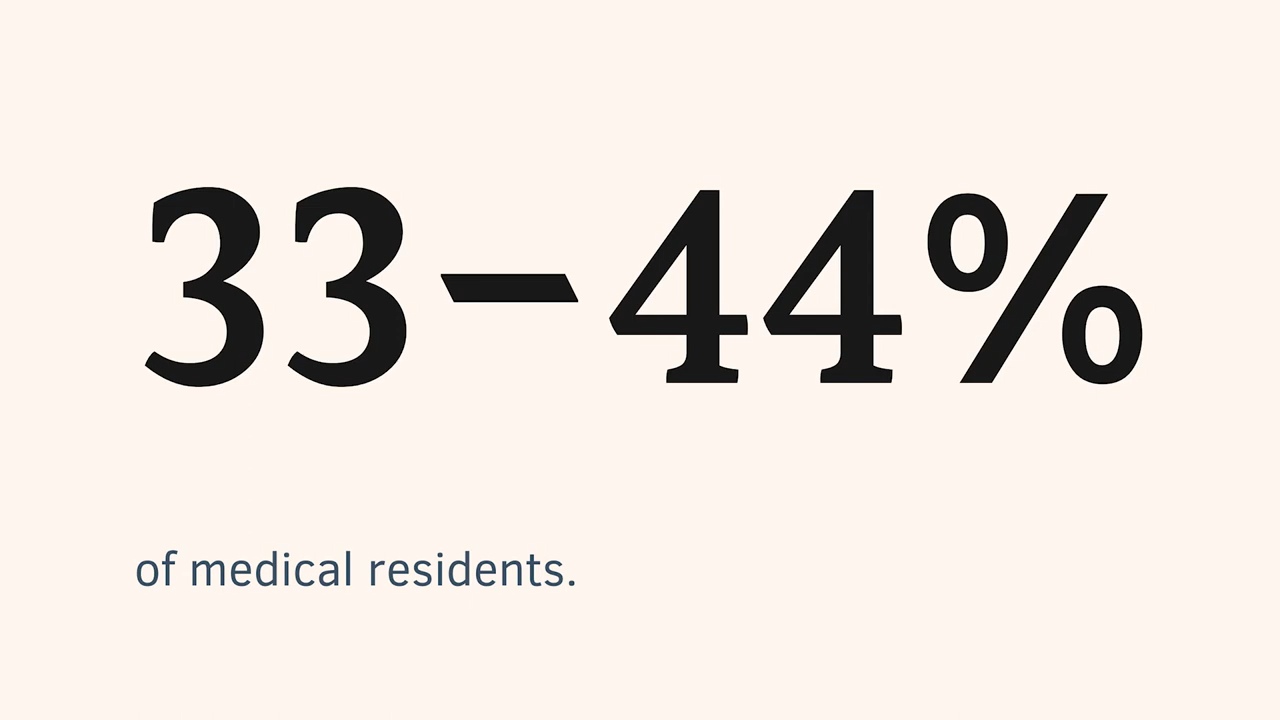 33–44%
of medical residents.